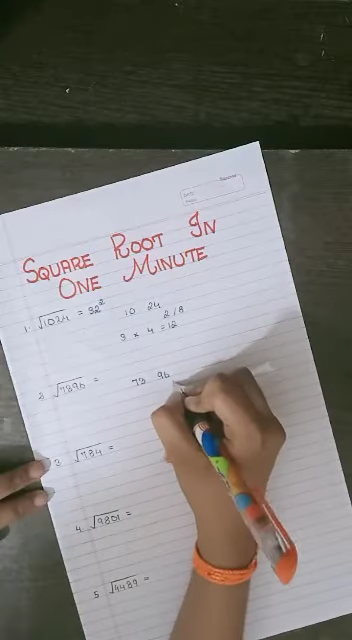 SQUARE ROOT IN
ONE MINUTE
1. √1024 = 32² 10 24
2/8
3 × 4 = 12
2. √7396 = 73 96
3. √784 =
4. √9801 =
5. √4489 =